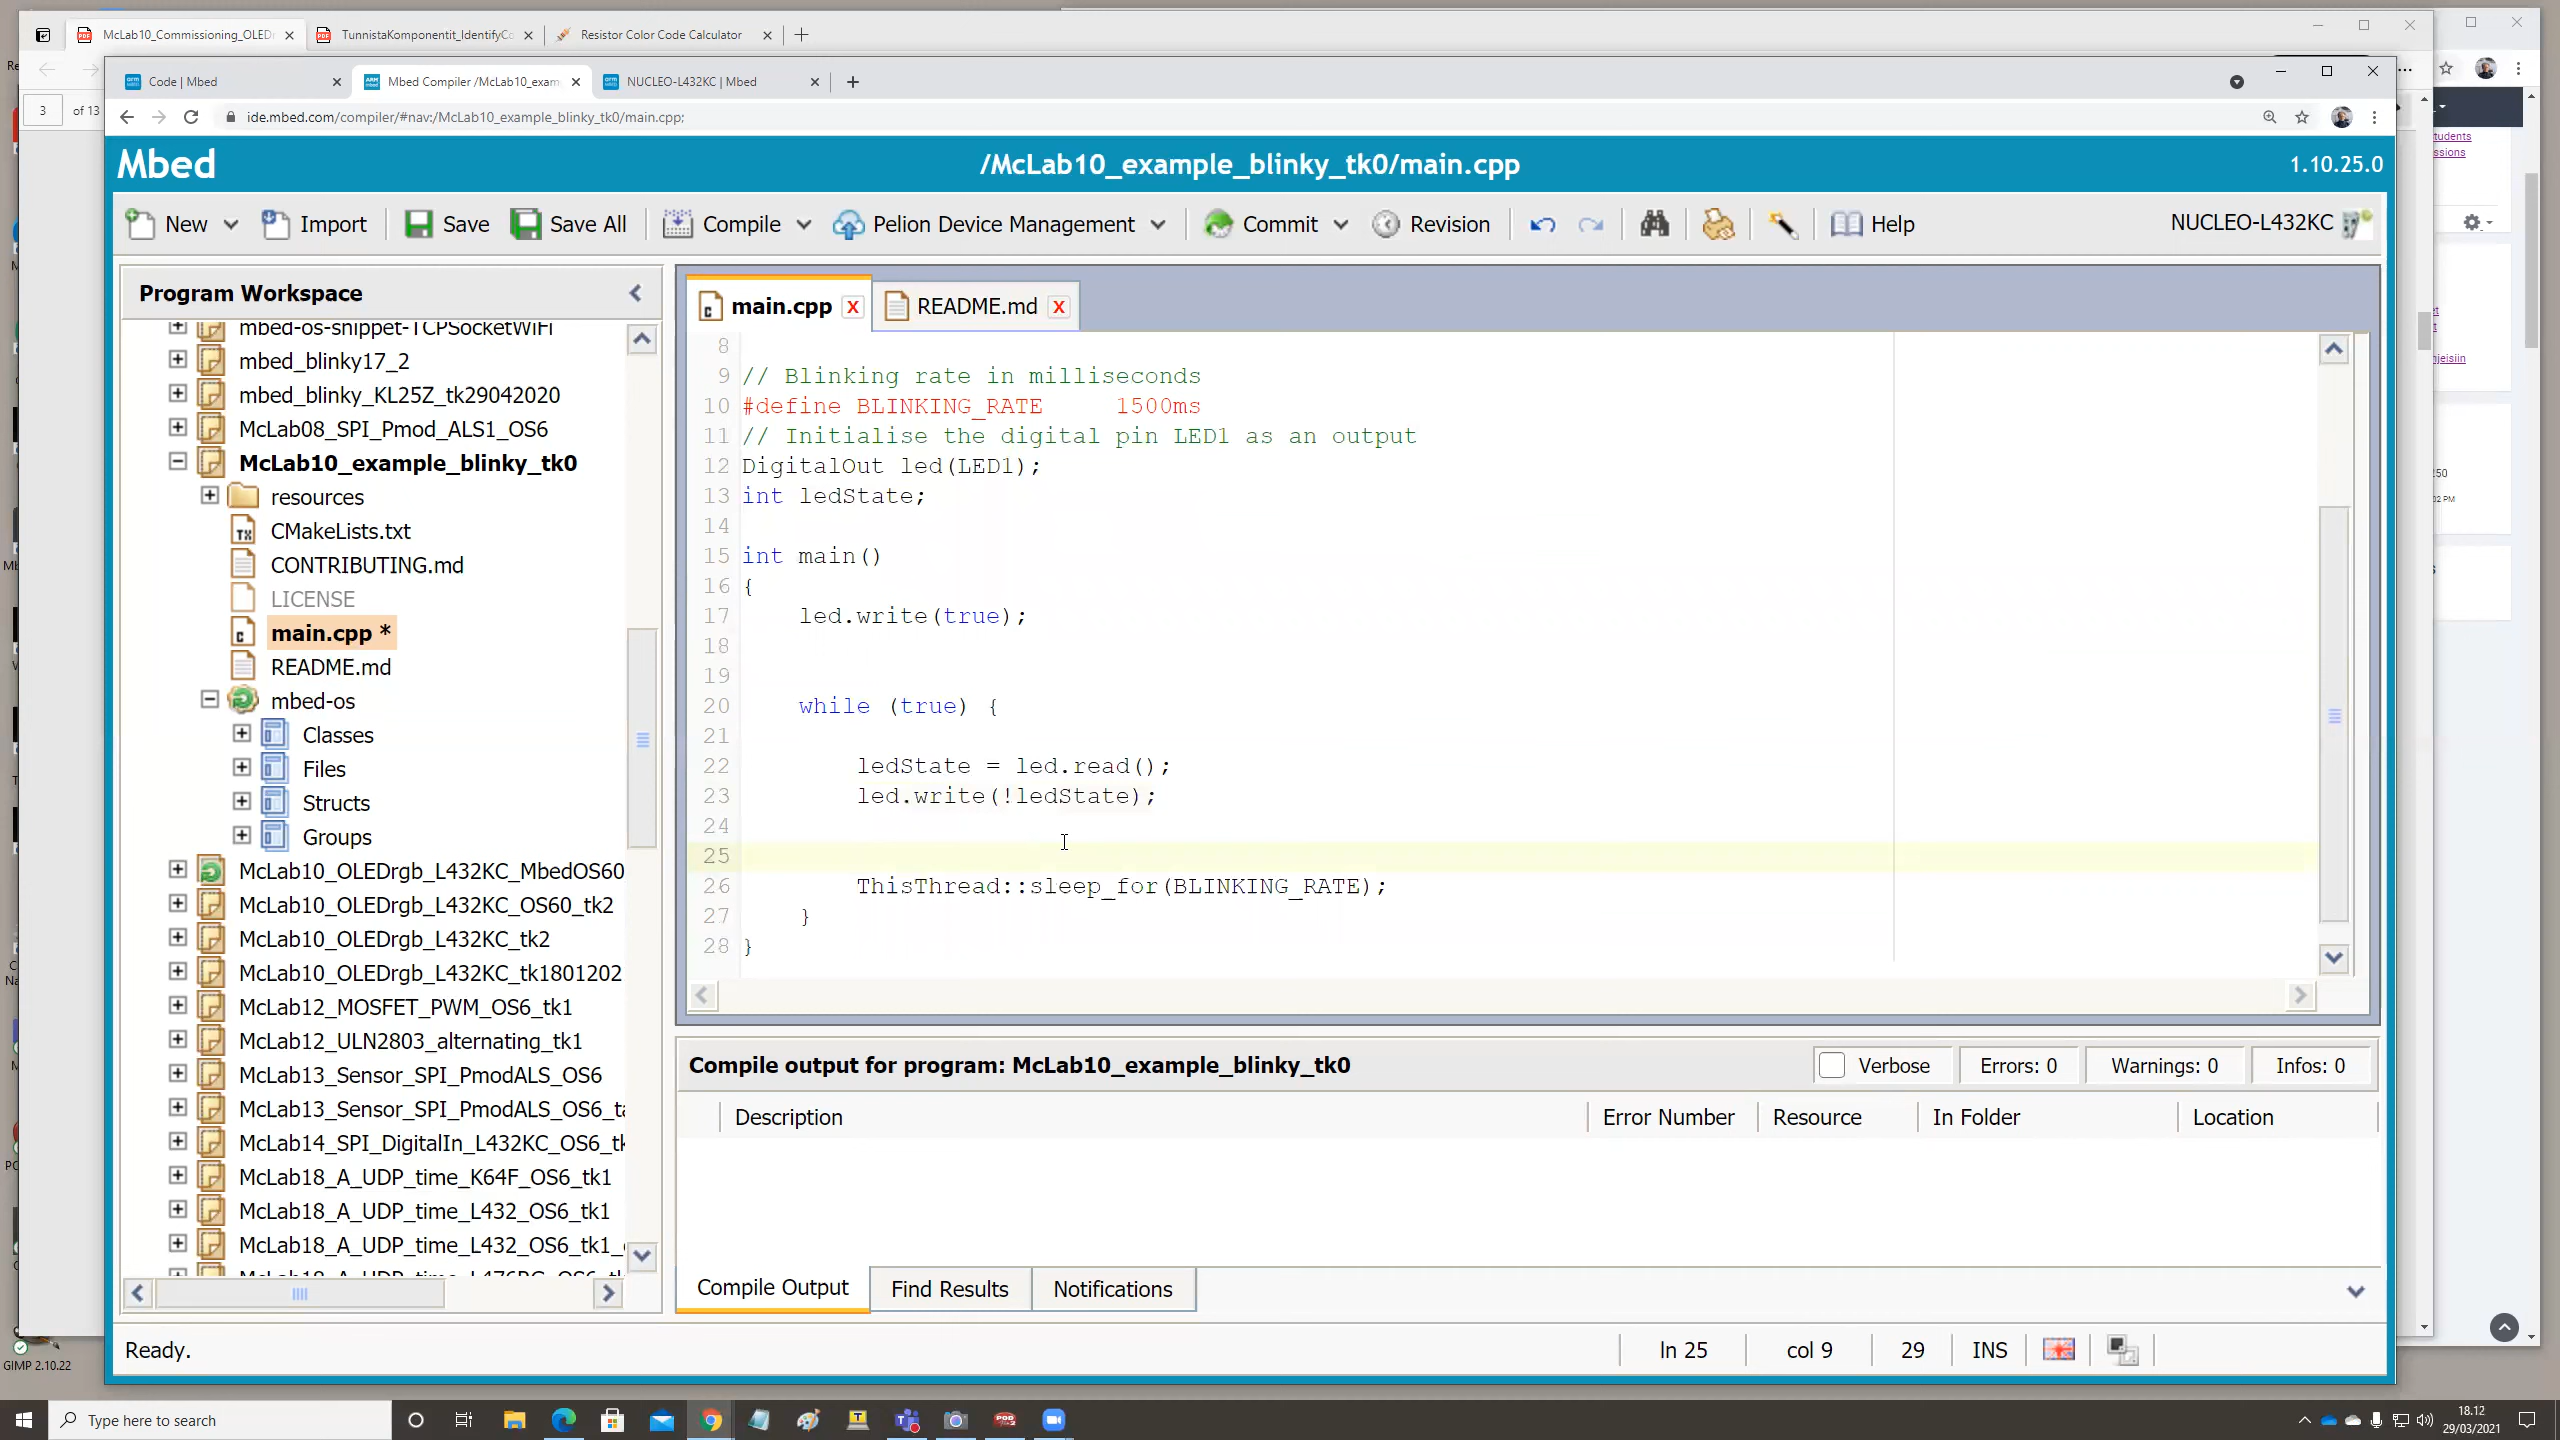 McLab10_Commissioning_OLEDr
TunnistaKomponentit_IdentifyCo
Resistor Color Code Calculator
Code | Mbed
Mbed Compiler /McLab10_exam
NUCLEO-L432KC | Mbed
3
of 13
ide.mbed.com/compiler/#nav:/McLab10_example_blinky_tk0/main.cpp;
Mbed
/McLab10_example_blinky_tk0/main.cpp
1.10.25.0
New
Import
Save
Save All
Compile
Pelion Device Management
Commit
Revision
Help
NUCLEO-L432KC
Program Workspace
mbed-os-snippet-TCPSocketWiFi
mbed_blinky17_2
mbed_blinky_KL25Z_tk29042020
McLab08_SPI_Pmod_ALS1_OS6
McLab10_example_blinky_tk0
resources
CMakeLists.txt
CONTRIBUTING.md
LICENSE
main.cpp *
README.md
mbed-os
Classes
Files
Structs
Groups
McLab10_OLEDrgb_L432KC_MbedOS60
McLab10_OLEDrgb_L432KC_OS60_tk2
McLab10_OLEDrgb_L432KC_tk2
McLab10_OLEDrgb_L432KC_tk1801202
McLab12_MOSFET_PWM_OS6_tk1
McLab12_ULN2803_alternating_tk1
McLab13_Sensor_SPI_PmodALS_OS6
McLab13_Sensor_SPI_PmodALS_OS6_ta
McLab14_SPI_DigitalIn_L432KC_OS6_tk
McLab18_A_UDP_time_K64F_OS6_tk1
McLab18_A_UDP_time_L432_OS6_tk1
McLab18_A_UDP_time_L432_OS6_tk1_
main.cpp
README.md
8
9 // Blinking rate in milliseconds
10 #define BLINKING_RATE     1500ms
11 // Initialise the digital pin LED1 as an output
12 DigitalOut led(LED1);
13 int ledState;
14
15 int main()
16 {
17     led.write(true);
18
19
20     while (true) {
21
22         ledState = led.read();
23         led.write(!ledState);
24
25
26         ThisThread::sleep_for(BLINKING_RATE);
27     }
28 }
Compile output for program: McLab10_example_blinky_tk0
Verbose
Errors: 0
Warnings: 0
Infos: 0
Description
Error Number
Resource
In Folder
Location
Compile Output
Find Results
Notifications
Ready.
ln 25
col 9
29
INS
tudents
ssions
GIMP 2.10.22
Type here to search
18.12
29/03/2021